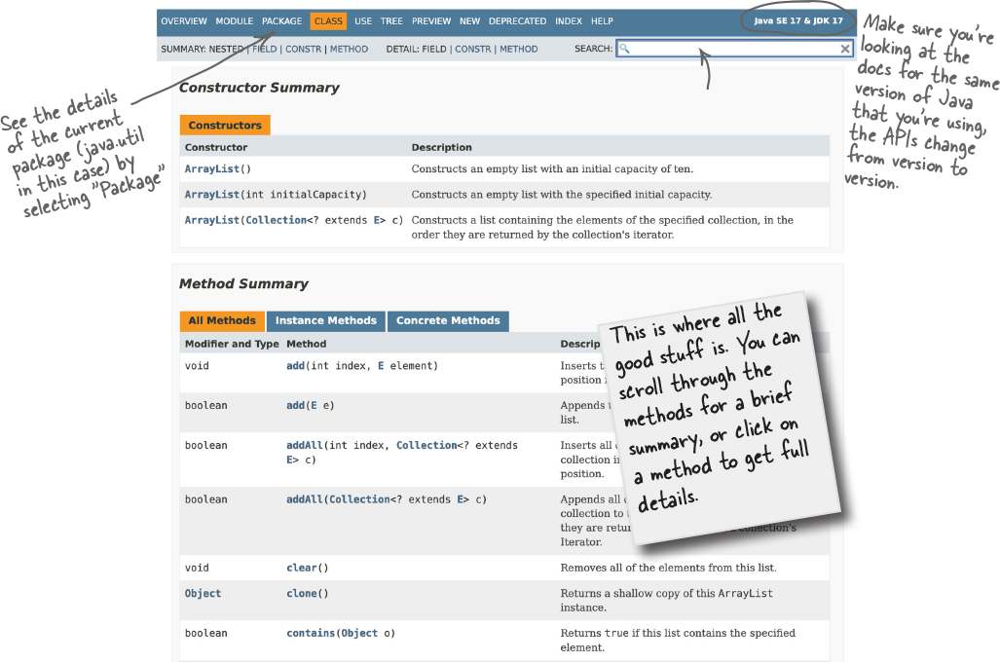 OVERVIEW MODULE PACKAGE CLASS USE TREE PREVIEW NEW DEPRECATED INDEX HELP
Java SE 17 & JDK 17
SUMMARY: NESTED | FIELD | CONSTR | METHOD DETAIL: FIELD | CONSTR | METHOD SEARCH:
Make sure you're
looking at the
docs for the same
version of Java
that you're using,
the APIs change
from version to
version.
See the details
of the current
package (java.util
in this case) by
selecting "Package"
Constructor Summary
Constructors
Constructor Description
ArrayList() Constructs an empty list with an initial capacity of ten.
ArrayList(int initialCapacity) Constructs an empty list with the specified initial capacity.
ArrayList(Collection<? extends E> c) Constructs a list containing the elements of the specified collection, in the
order they are returned by the collection's iterator.
Method Summary
All Methods Instance Methods Concrete Methods
Modifier and Type Method
void add(int index, E element) Inserts
position
boolean add(E e) Appends
list.
boolean addAll(int index, Collection<? extends Inserts all
E> c) collection
position.
boolean addAll(Collection<? extends E> c) Appends all
collection to
they are collection's
Iterator.
This is where all the
good stuff is. You can
scroll through the
methods for a brief
summary, or click on
a method to get full
details.
void clear() Removes all of the elements from this list.
Object clone() Returns a shallow copy of this ArrayList
instance.
boolean contains(Object o) Returns true if this list contains the specified
element.